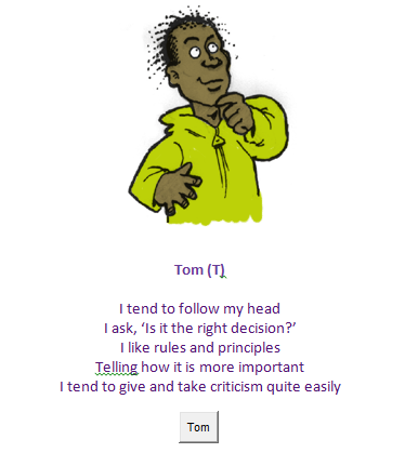 Tom (T)
I tend to follow my head
I ask, ‘Is it the right decision?’
I like rules and principles
Telling how it is more important
I tend to give and take criticism quite easily
Tom